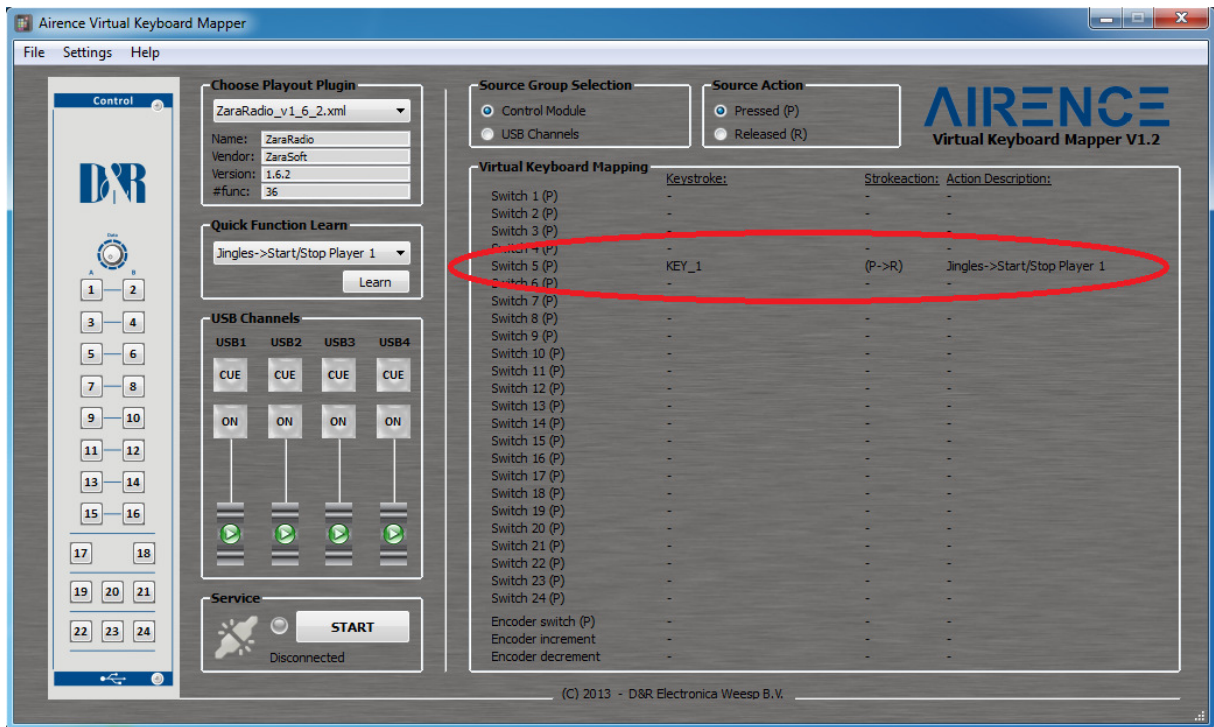 Airence Virtual Keyboard Mapper
File Settings Help
Control
D&R
Data
A B
1 2
3 4
5 6
7 8
9 10
11 12
13 14
15 16
17 18
19 20 21
22 23 24
Choose Playout Plugin
ZaraRadio_v1_6_2.xml
Name: ZaraRadio
Vendor: ZaraSoft
Version: 1.6.2
#func: 36
Quick Function Learn
Jingles->Start/Stop Player 1
Learn
USB Channels
USB1 USB2 USB3 USB4
CUE CUE CUE CUE
ON ON ON ON
Service
START
Disconnected
Source Group Selection
Control Module
USB Channels
Source Action
Pressed (P)
Released (R)
AIRENCE
Virtual Keyboard Mapper V1.2
Virtual Keyboard Mapping
Keystroke: Strokeaction: Action Description:
Switch 1 (P) - - -
Switch 2 (P) - - -
Switch 3 (P) - - -
Switch 4 (P) - - -
Switch 5 (P) KEY_1 (P->R) Jingles->Start/Stop Player 1
Switch 6 (P) - - -
Switch 7 (P) - - -
Switch 8 (P) - - -
Switch 9 (P) - - -
Switch 10 (P) - - -
Switch 11 (P) - - -
Switch 12 (P) - - -
Switch 13 (P) - - -
Switch 14 (P) - - -
Switch 15 (P) - - -
Switch 16 (P) - - -
Switch 17 (P) - - -
Switch 18 (P) - - -
Switch 19 (P) - - -
Switch 20 (P) - - -
Switch 21 (P) - - -
Switch 22 (P) - - -
Switch 23 (P) - - -
Switch 24 (P) - - -
Encoder switch (P) - - -
Encoder increment - - -
Encoder decrement - - -
(C) 2013 - D&R Electronica Weesp B.V.